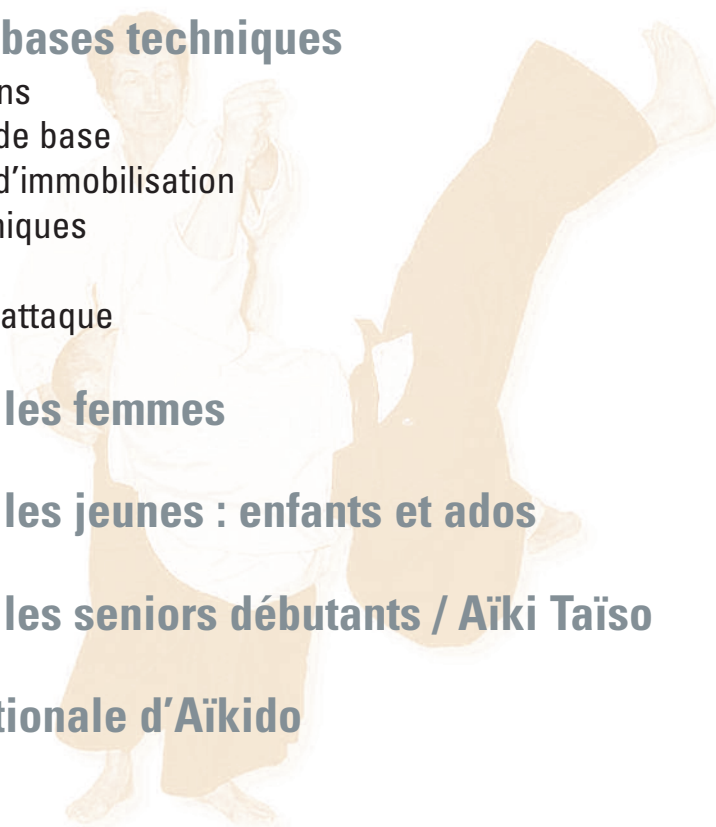 bases techniques
ns
de base
d’immobilisation
niques
attaque
les femmes
les jeunes : enfants et ados
les seniors débutants / Aïki Taïso
tionale d’Aïkido